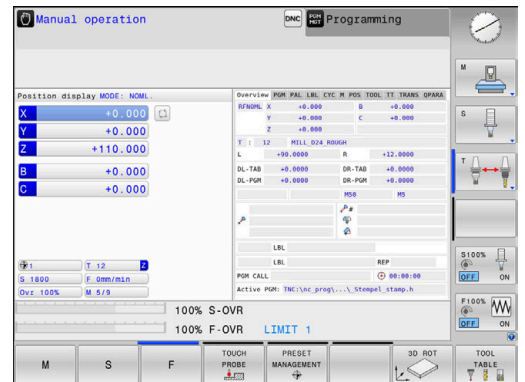 Manual operation
DNC
PGM MGT
Programming
Position display MODE: NOML.
X +0.000
Y +0.000
Z +110.000
B +0.000
C +0.000
1 T 12 Z
S 1800 F 0mm/min
Ovr 100% M 5/9
Overview PGM PAL LBL CYC M POS TOOL TT TRANS QPARA
RFNOML X +0.000 B +0.000
Y +0.000 C +0.000
Z +0.000
T : 12 MILL_D24_ROUGH
L +90.0000 R +12.0000
DL-TAB +0.0000 DR-TAB +0.0000
DL-PGM +0.0000 DR-PGM +0.0000
M50 M5
P #
LBL
LBL REP
PGM CALL 00:00:00
Active PGM: TNC:\nc_prog\...\_Stempel_stamp.h
100% S-OVR
100% F-OVR LIMIT 1
M
S
T
S100%
OFF ON
F100%
OFF ON
M
S
F
TOUCH PROBE
PRESET MANAGEMENT
3D ROT
TOOL TABLE